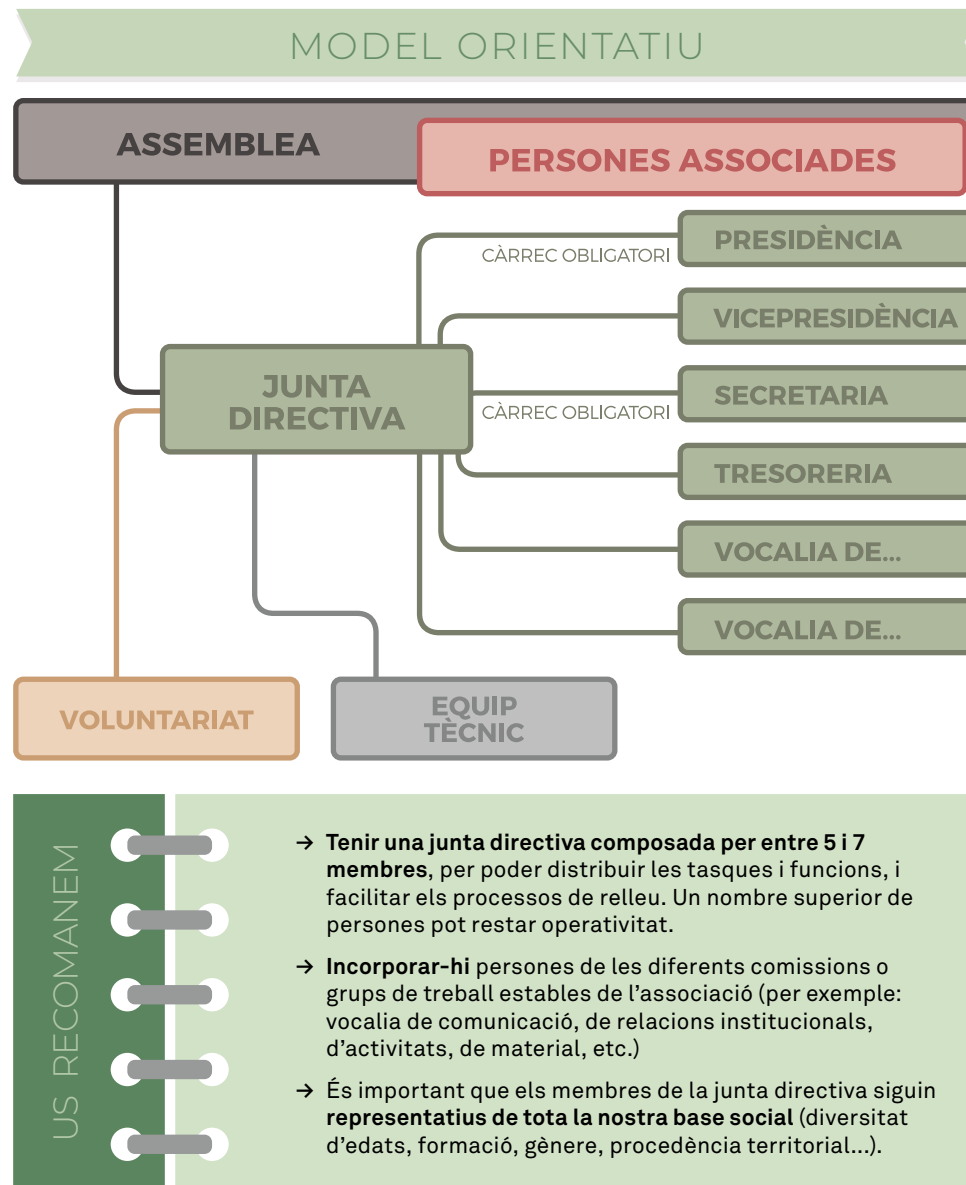 MODEL ORIENTATIU
ASSEMBLEA
PERSONES ASSOCIADES
PRESIDÈNCIA
CÀRREC OBLIGATORI
VICEPRESIDÈNCIA
JUNTA
DIRECTIVA
SECRETARIA
CÀRREC OBLIGATORI
TRESORERIA
VOCALIA DE...
VOCALIA DE...
VOLUNTARIAT
EQUIP
TÈCNIC
US RECOMANEM
→ Tenir una junta directiva composada per entre 5 i 7
membres, per poder distribuir les tasques i funcions, i
facilitar els processos de relleu. Un nombre superior de
persones pot restar operativitat.
→ Incorporar-hi persones de les diferents comissions o
grups de treball estables de l’associació (per exemple:
vocalia de comunicació, de relacions institucionals,
d’activitats, de material, etc.)
→ És important que els membres de la junta directiva siguin
representatius de tota la nostra base social (diversitat
d’edats, formació, gènere, procedència territorial...).